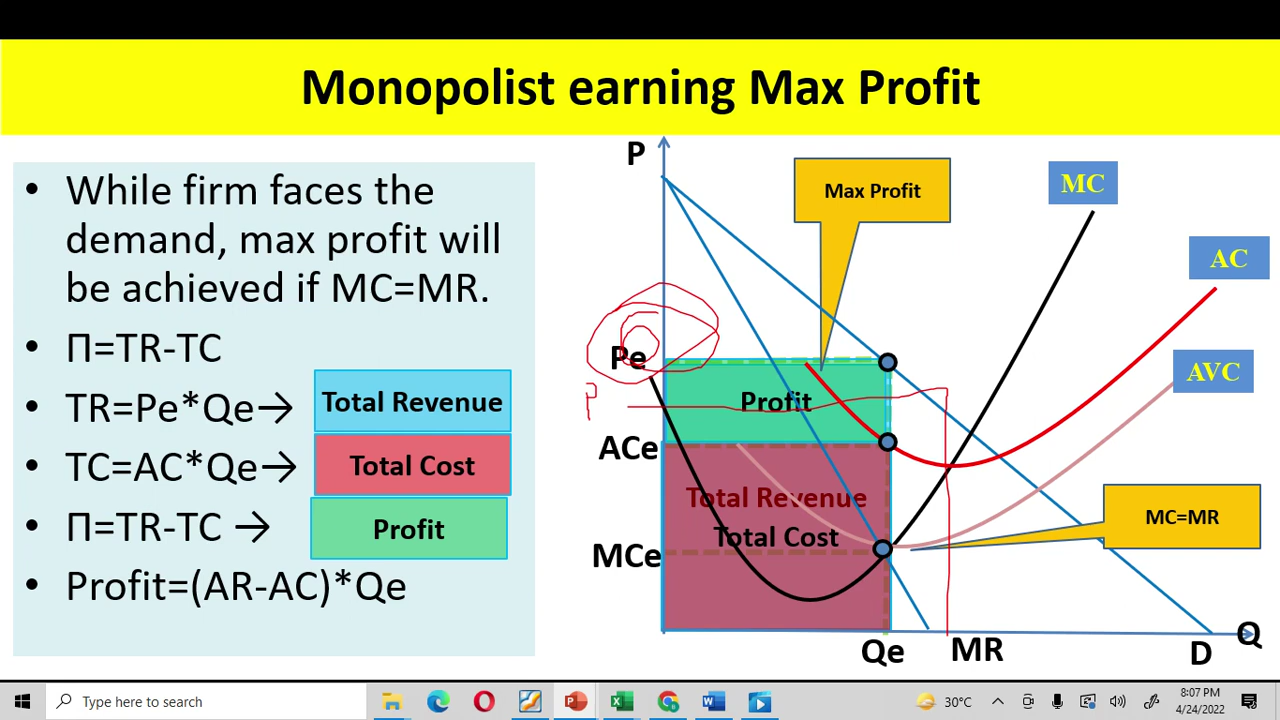 Monopolist earning Max Profit
• While firm faces the
demand, max profit will
be achieved if MC=MR.
• Π=TR-TC
• TR=Pe*Qe→ Total Revenue
• TC=AC*Qe→ Total Cost
• Π=TR-TC → Profit
• Profit=(AR-AC)*Qe
P
Max Profit
MC
AC
AVC
Pe
P
Profit
ACe
Total Revenue
Total Cost
MC=MR
MCe
Qe
MR
D
Q
Type here to search
30°C
8:07 PM
4/24/2022